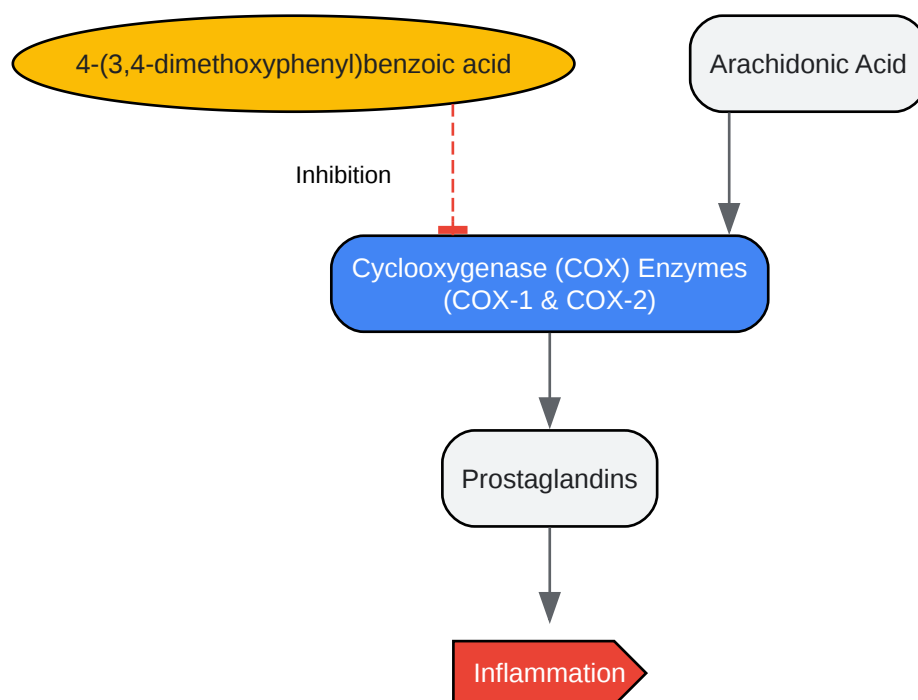 4-(3,4-dimethoxyphenyl)benzoic acid
Arachidonic Acid
Inhibition
Cyclooxygenase (COX) Enzymes
(COX-1 & COX-2)
Prostaglandins
Inflammation